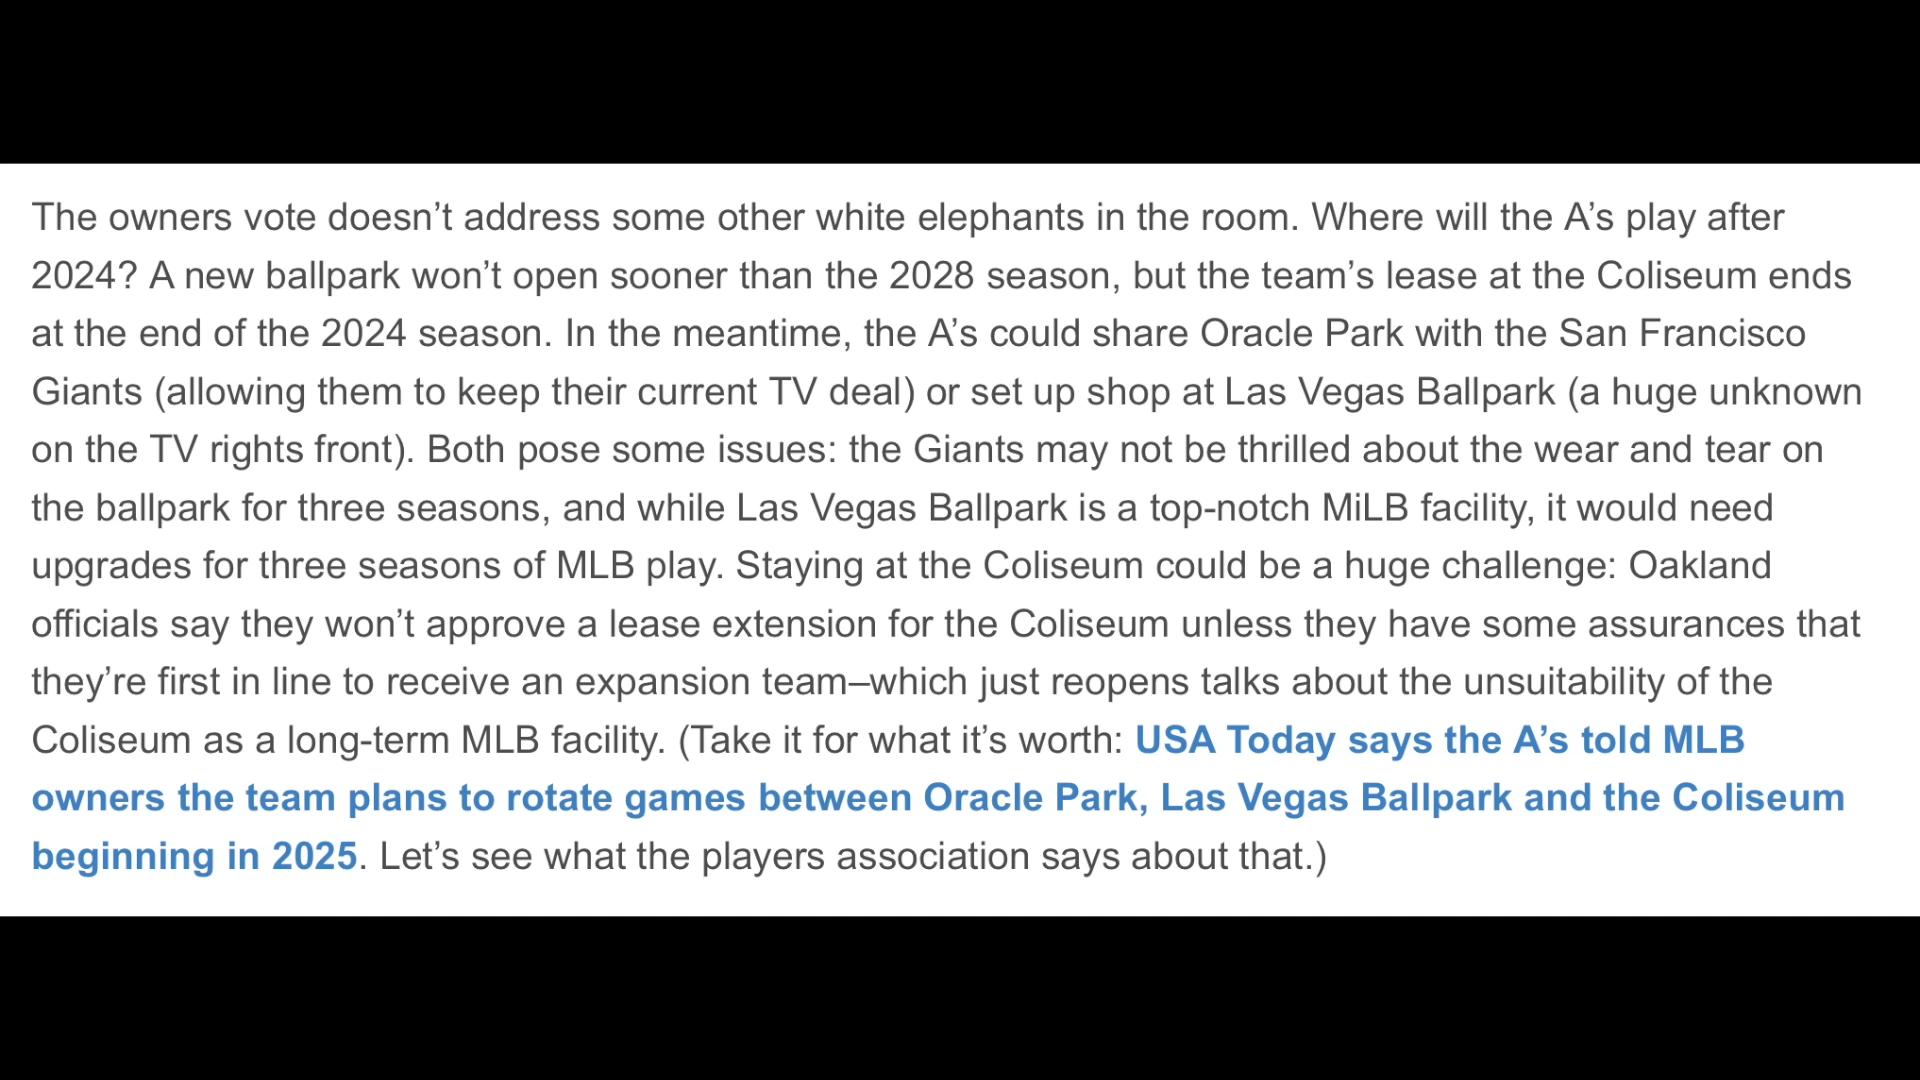 The owners vote doesn’t address some other white elephants in the room. Where will the A’s play after
2024? A new ballpark won’t open sooner than the 2028 season, but the team’s lease at the Coliseum ends
at the end of the 2024 season. In the meantime, the A’s could share Oracle Park with the San Francisco
Giants (allowing them to keep their current TV deal) or set up shop at Las Vegas Ballpark (a huge unknown
on the TV rights front). Both pose some issues: the Giants may not be thrilled about the wear and tear on
the ballpark for three seasons, and while Las Vegas Ballpark is a top-notch MiLB facility, it would need
upgrades for three seasons of MLB play. Staying at the Coliseum could be a huge challenge: Oakland
officials say they won’t approve a lease extension for the Coliseum unless they have some assurances that
they’re first in line to receive an expansion team–which just reopens talks about the unsuitability of the
Coliseum as a long-term MLB facility. (Take it for what it’s worth: USA Today says the A’s told MLB
owners the team plans to rotate games between Oracle Park, Las Vegas Ballpark and the Coliseum
beginning in 2025. Let’s see what the players association says about that.)